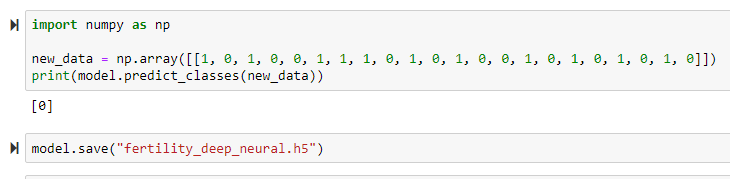 import numpy as np
new_data = np.array([[1, 0, 1, 0, 0, 1, 1, 1, 0, 1, 0, 1, 0, 0, 1, 0, 1, 0, 1, 0, 1, 0]])
print(model.predict_classes(new_data))
[0]
model.save("fertility_deep_neural.h5")